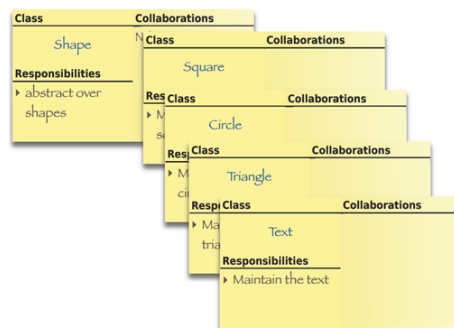 Class Collaborations
Shape
Responsibilities
abstract over
shapes
Class Collaborations
Square
Class Collaborations
Circle
Class Collaborations
Triangle
Class Collaborations
Text
Responsibilities
Maintain the text